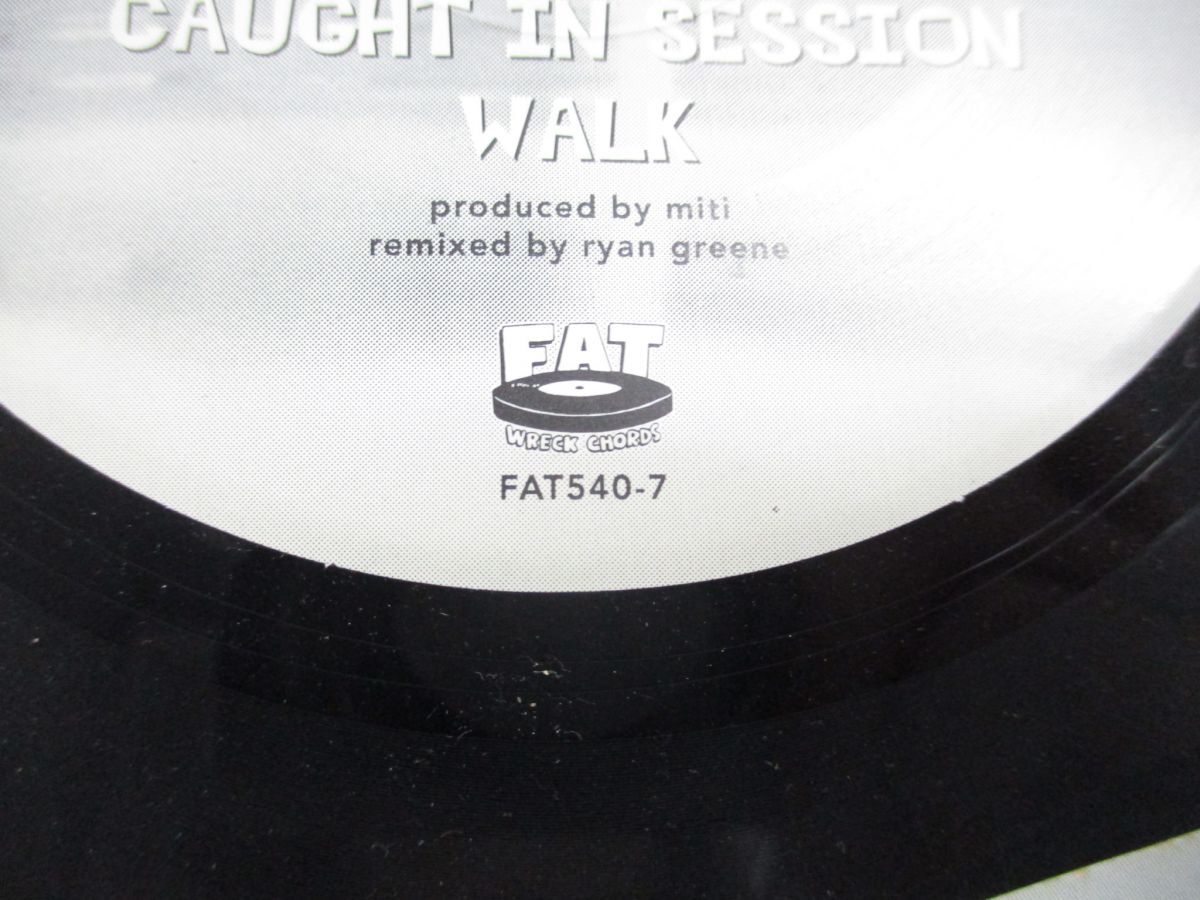 CAUGHT IN SESSION
WALK
produced by miti
remixed by ryan greene
FAT
WRECK CHORDS
FAT540-7